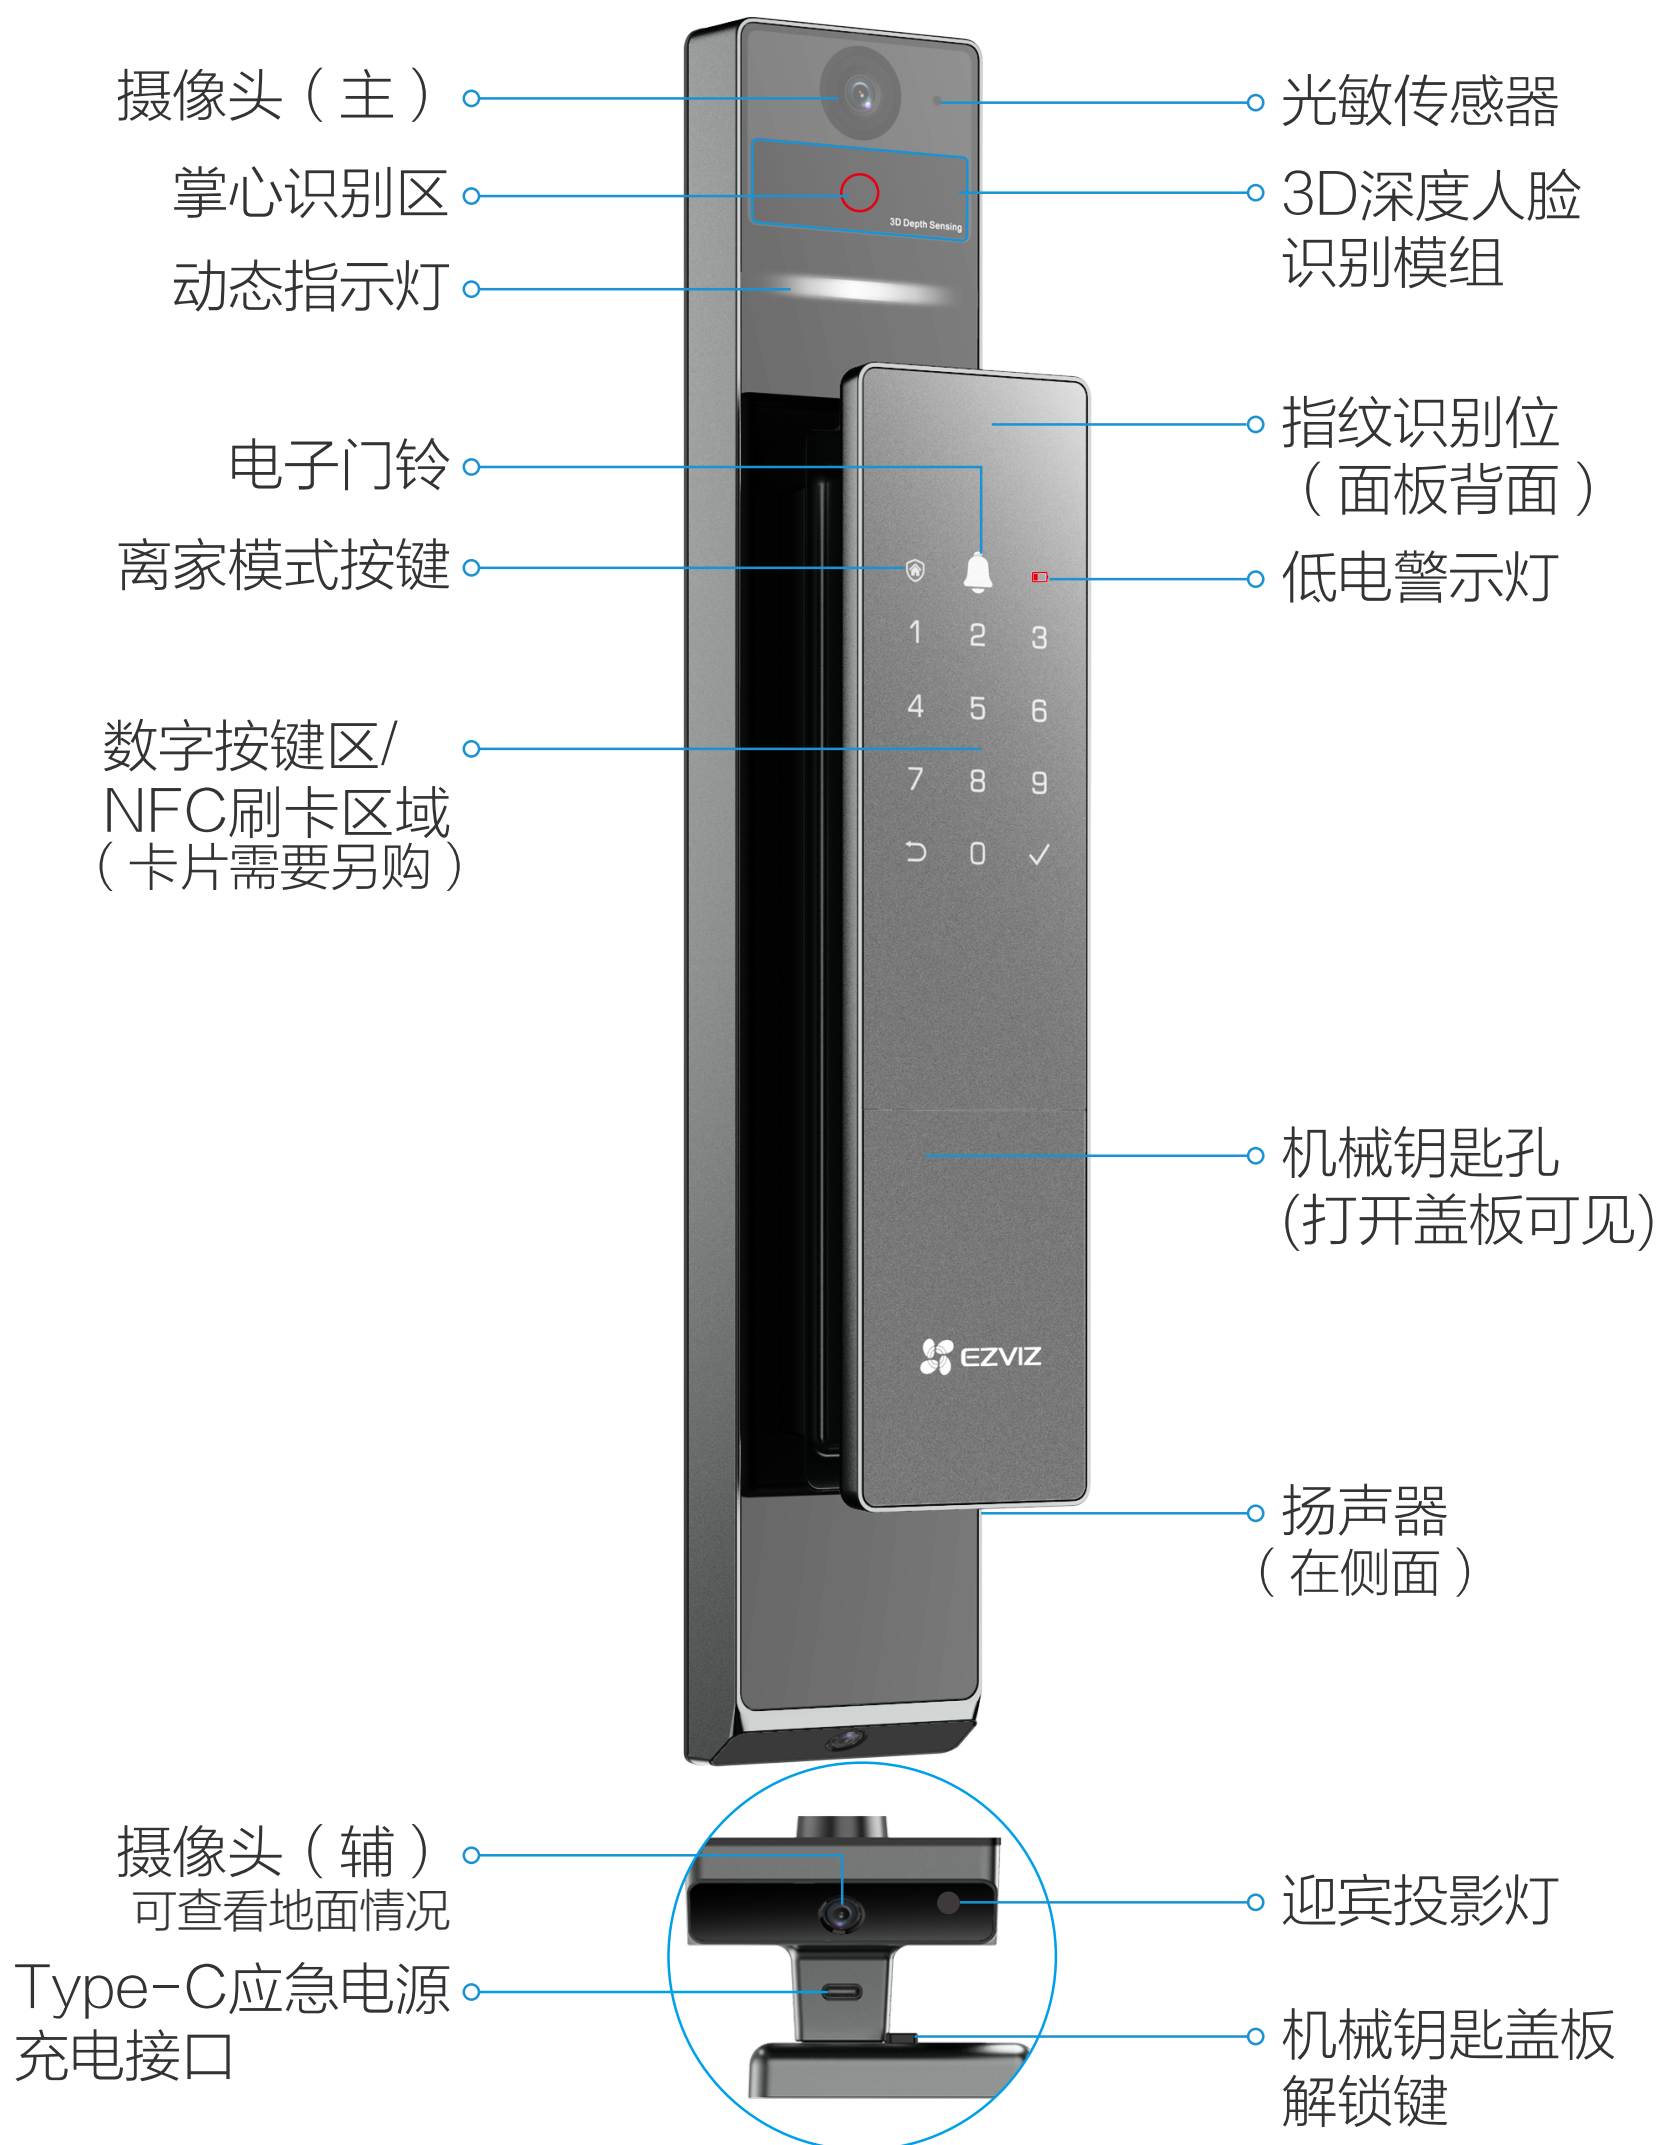 摄像头（主）
光敏传感器
掌心识别区
3D深度人脸
识别模组
3D Depth Sensing
动态指示灯
指纹识别位
（面板背面）
电子门铃
离家模式按键
低电警示灯
1 2 3
4 5 6
7 8 9
0
数字按键区/
NFC刷卡区域
（卡片需要另购）
机械钥匙孔
(打开盖板可见)
EZVIZ
扬声器
（在侧面）
摄像头（辅）
可查看地面情况
迎宾投影灯
Type-C应急电源
充电接口
机械钥匙盖板
解锁键